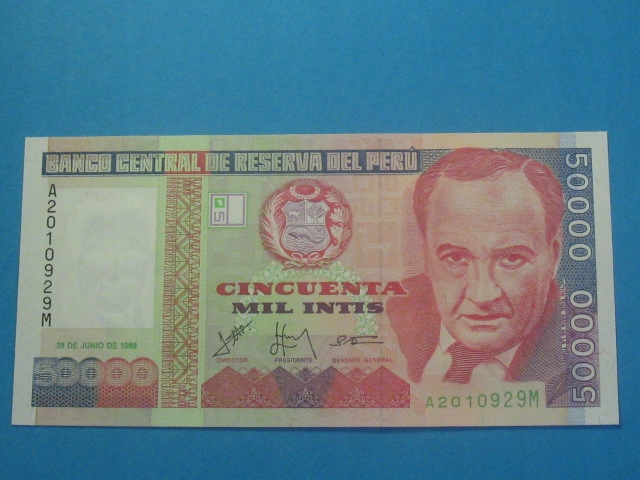 BANCO CENTRAL DE RESERVA DEL PERÚ
A2010929M
50000 50000
CINCUENTA
MIL INTIS
28 DE JUNIO DE 1988
DIRECTOR PRESIDENTE GERENTE GENERAL
50000
A2010929M